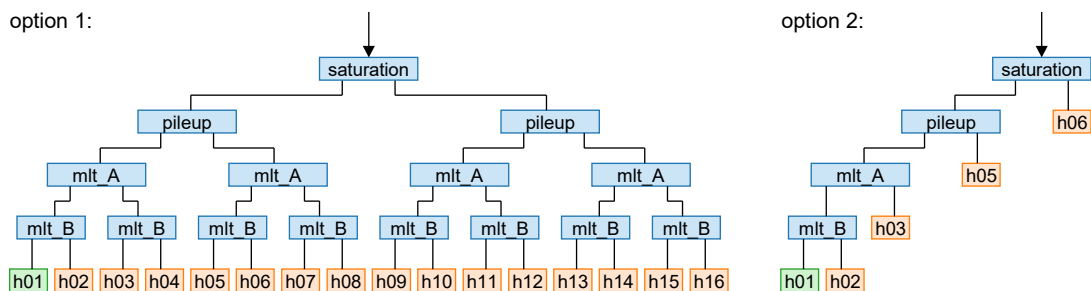 option 1:
option 2:
saturation
saturation
pileup
pileup
pileup
h06
mlt_A
mlt_A
mlt_A
mlt_A
mlt_A
h05
mlt_B
mlt_B
mlt_B
mlt_B
mlt_B
mlt_B
mlt_B
mlt_B
mlt_B
h03
h01
h02
h03
h04
h05
h06
h07
h08
h09
h10
h11
h12
h13
h14
h15
h16
h01
h02